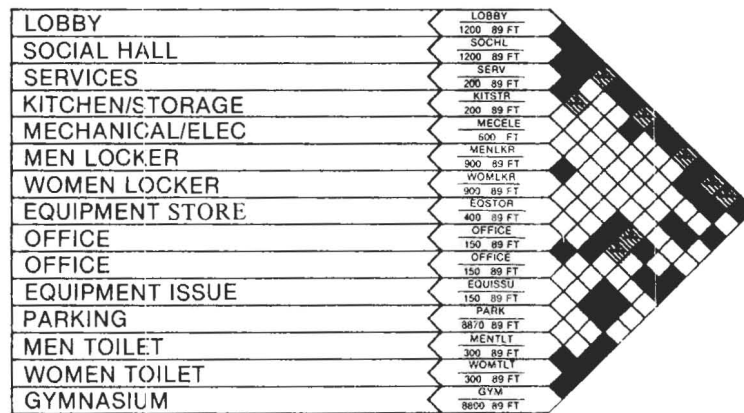 LOBBY
LOBBY
1200 89 FT
SOCIAL HALL
SOCHL
1200 89 FT
SERVICES
SERV
200 89 FT
KITCHEN/STORAGE
KITSTR
200 89 FT
MECHANICAL/ELEC
MECELE
600 FT
MEN LOCKER
MENLKR
900 89 FT
WOMEN LOCKER
WOMLKR
900 89 FT
EQUIPMENT STORE
EQSTOR
400 89 FT
OFFICE
OFFICE
150 89 FT
OFFICE
OFFICE
150 89 FT
EQUIPMENT ISSUE
EQUISSU
150 89 FT
PARKING
PARK
8870 89 FT
MEN TOILET
MENTLT
300 89 FT
WOMEN TOILET
WOMTLT
300 89 FT
GYMNASIUM
GYM
8800 89 FT